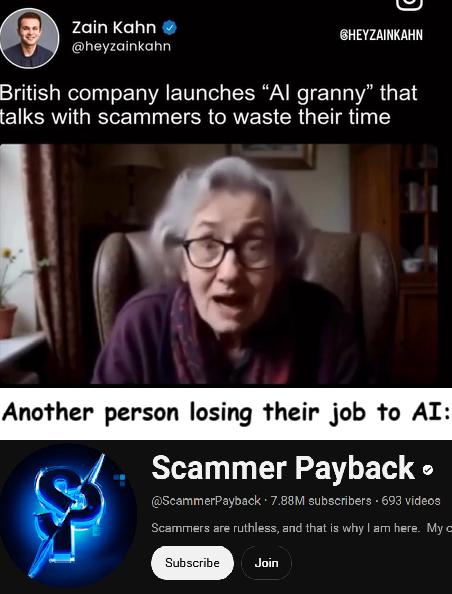 Zain Kahn
@heyzainkahn
@HEYZAINKAHN
British company launches “AI granny” that
talks with scammers to waste their time
Another person losing their job to AI:
Scammer Payback
@ScammerPayback · 7.88M subscribers · 693 videos
Scammers are ruthless, and that is why I am here. My c
Subscribe
Join